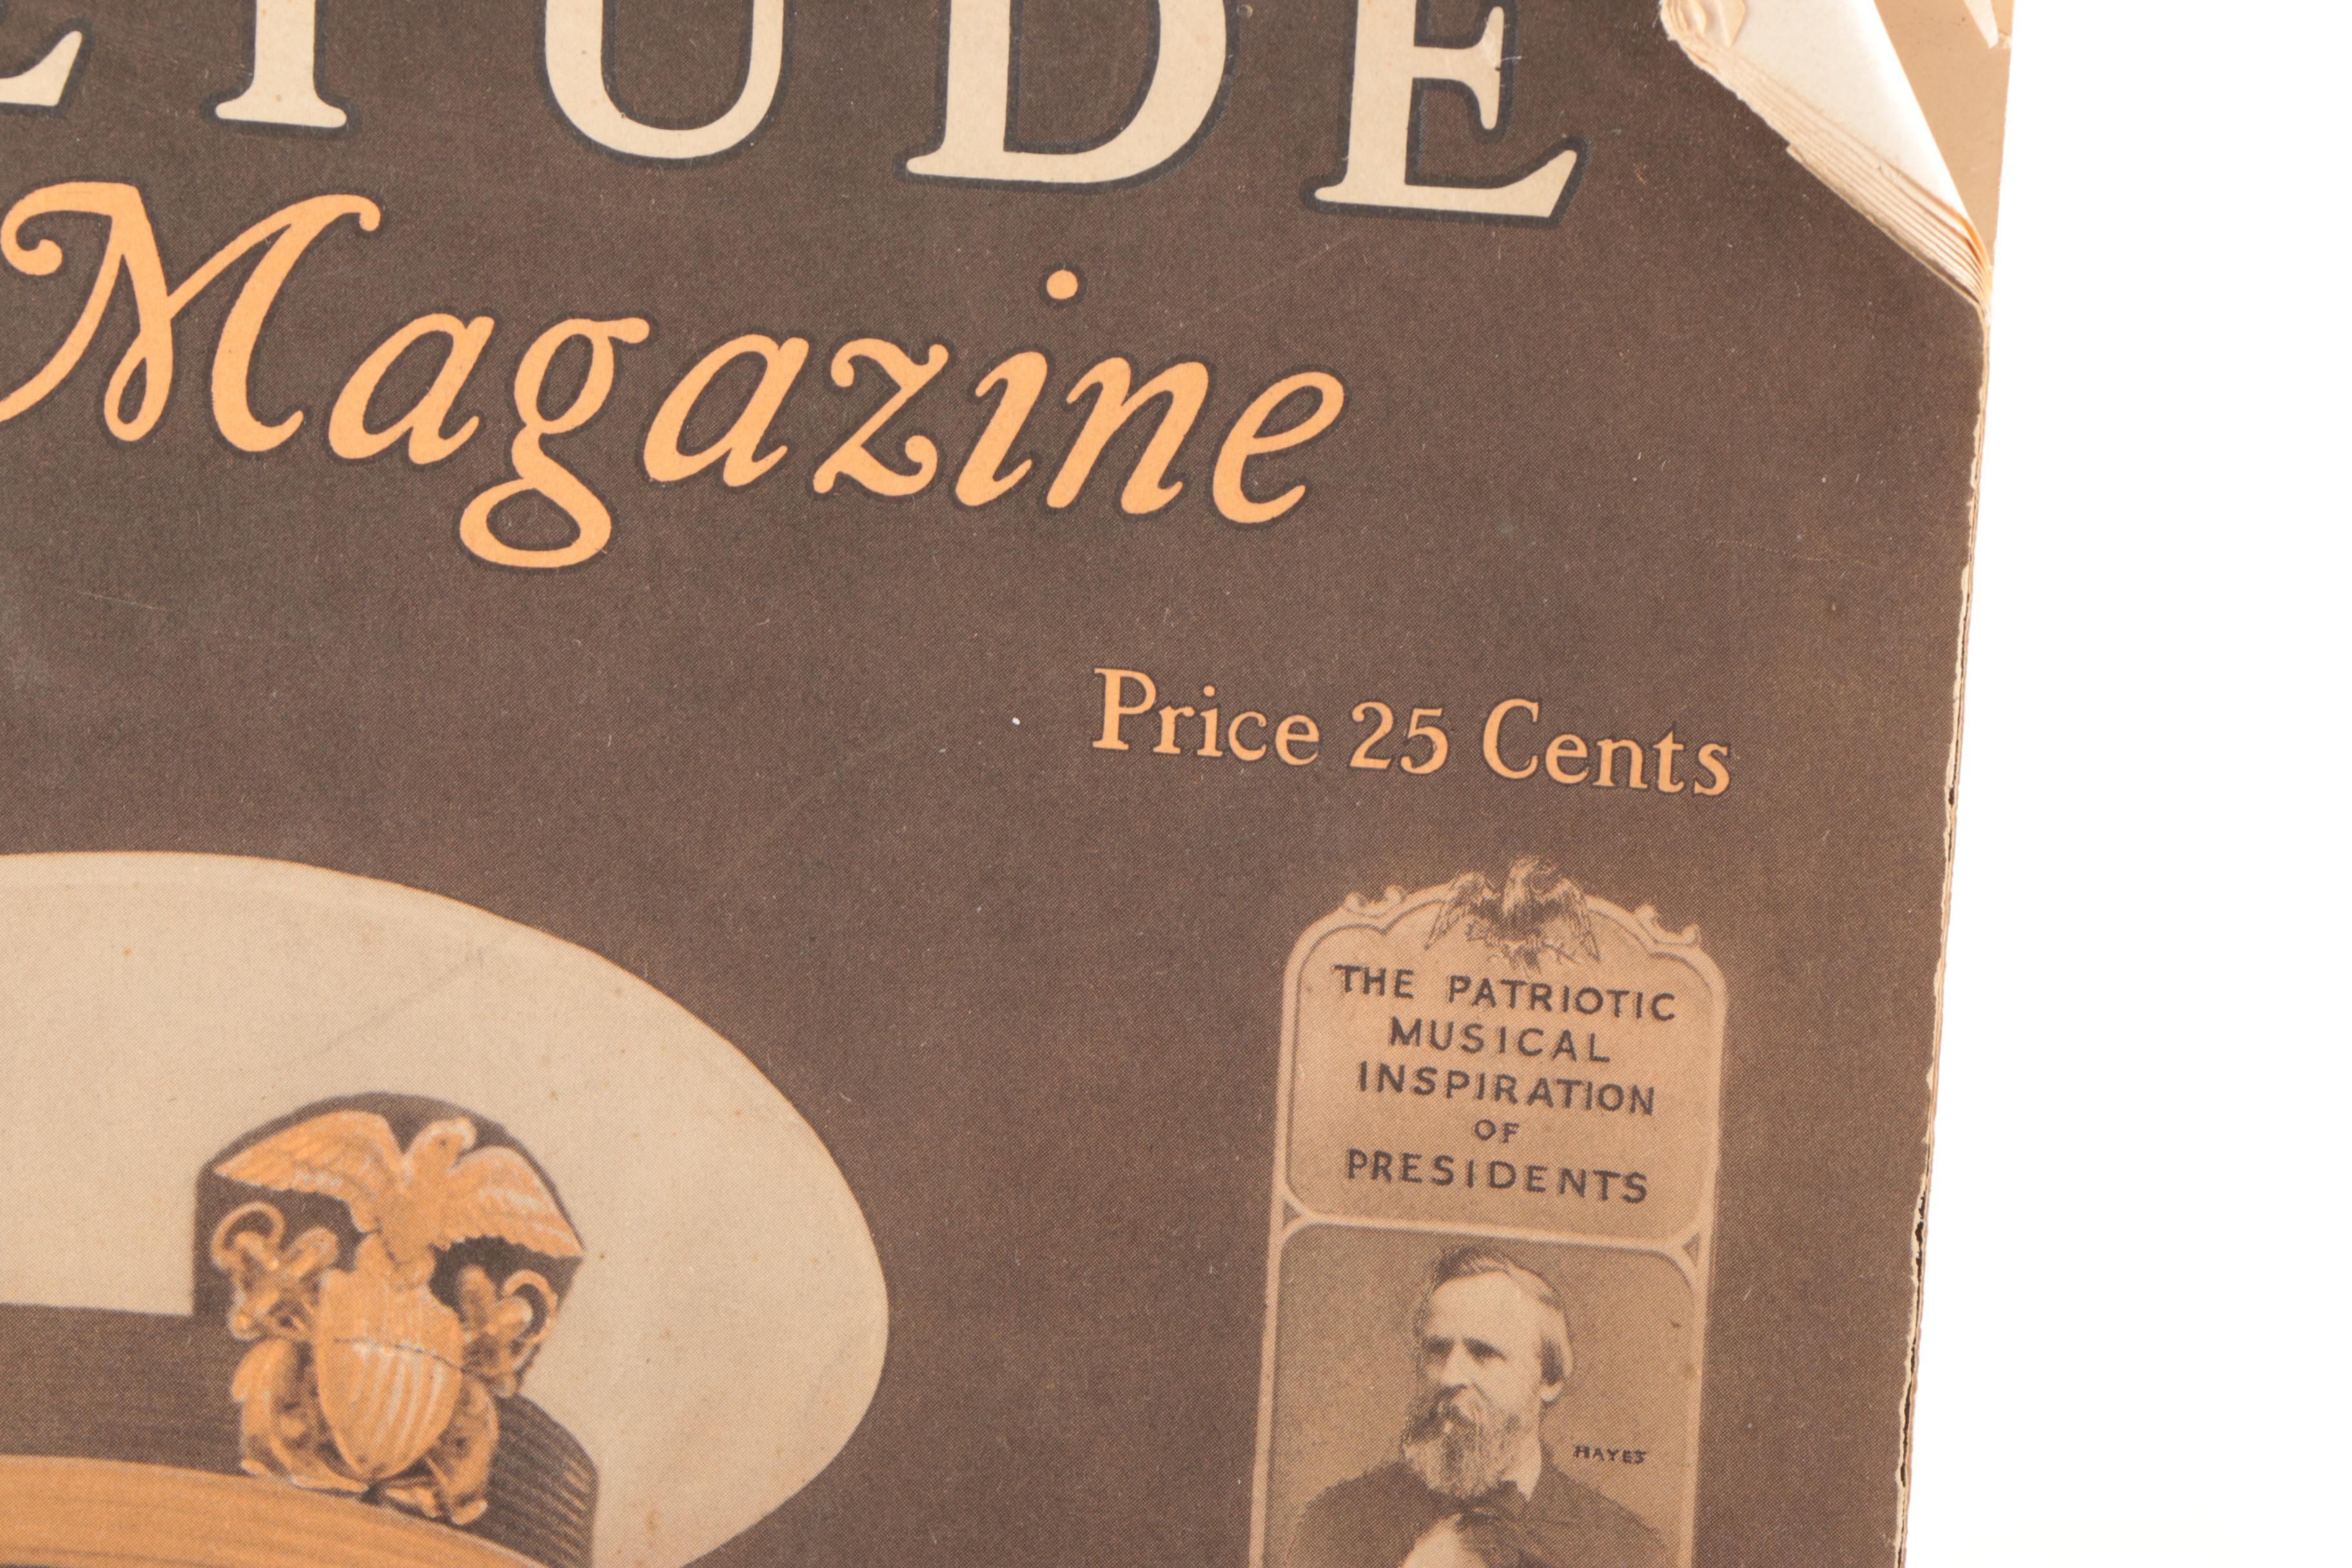 ETUDE
Magazine
Price 25 Cents
THE PATRIOTIC
MUSICAL
INSPIRATION
OF
PRESIDENTS
HAYES